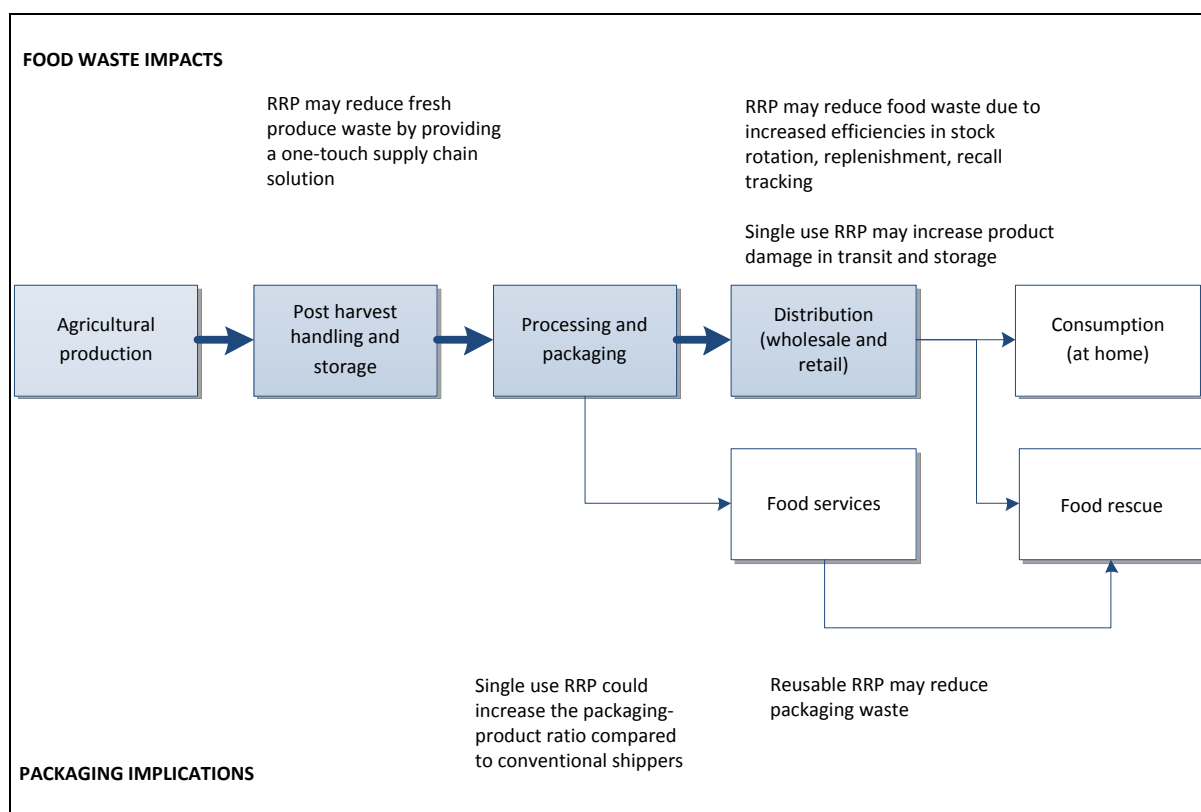 FOOD WASTE IMPACTS
RRP may reduce fresh
produce waste by providing
a one-touch supply chain
solution
RRP may reduce food waste due to
increased efficiencies in stock
rotation, replenishment, recall
tracking
Single use RRP may increase product
damage in transit and storage
Agricultural
production
Post harvest
handling and
storage
Processing and
packaging
Distribution
(wholesale and
retail)
Consumption
(at home)
Food services
Food rescue
Single use RRP could
increase the packaging-
product ratio compared
to conventional shippers
Reusable RRP may reduce
packaging waste
PACKAGING IMPLICATIONS